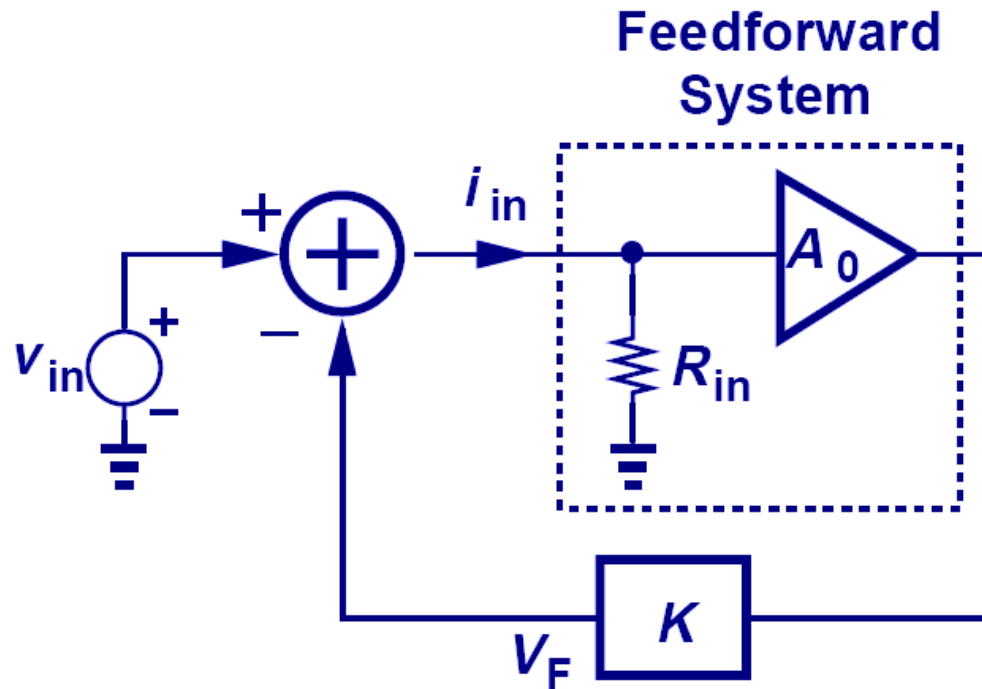 Feedforward
System
i in
+
+
−
A 0
+
v in
−
R in
K
V F